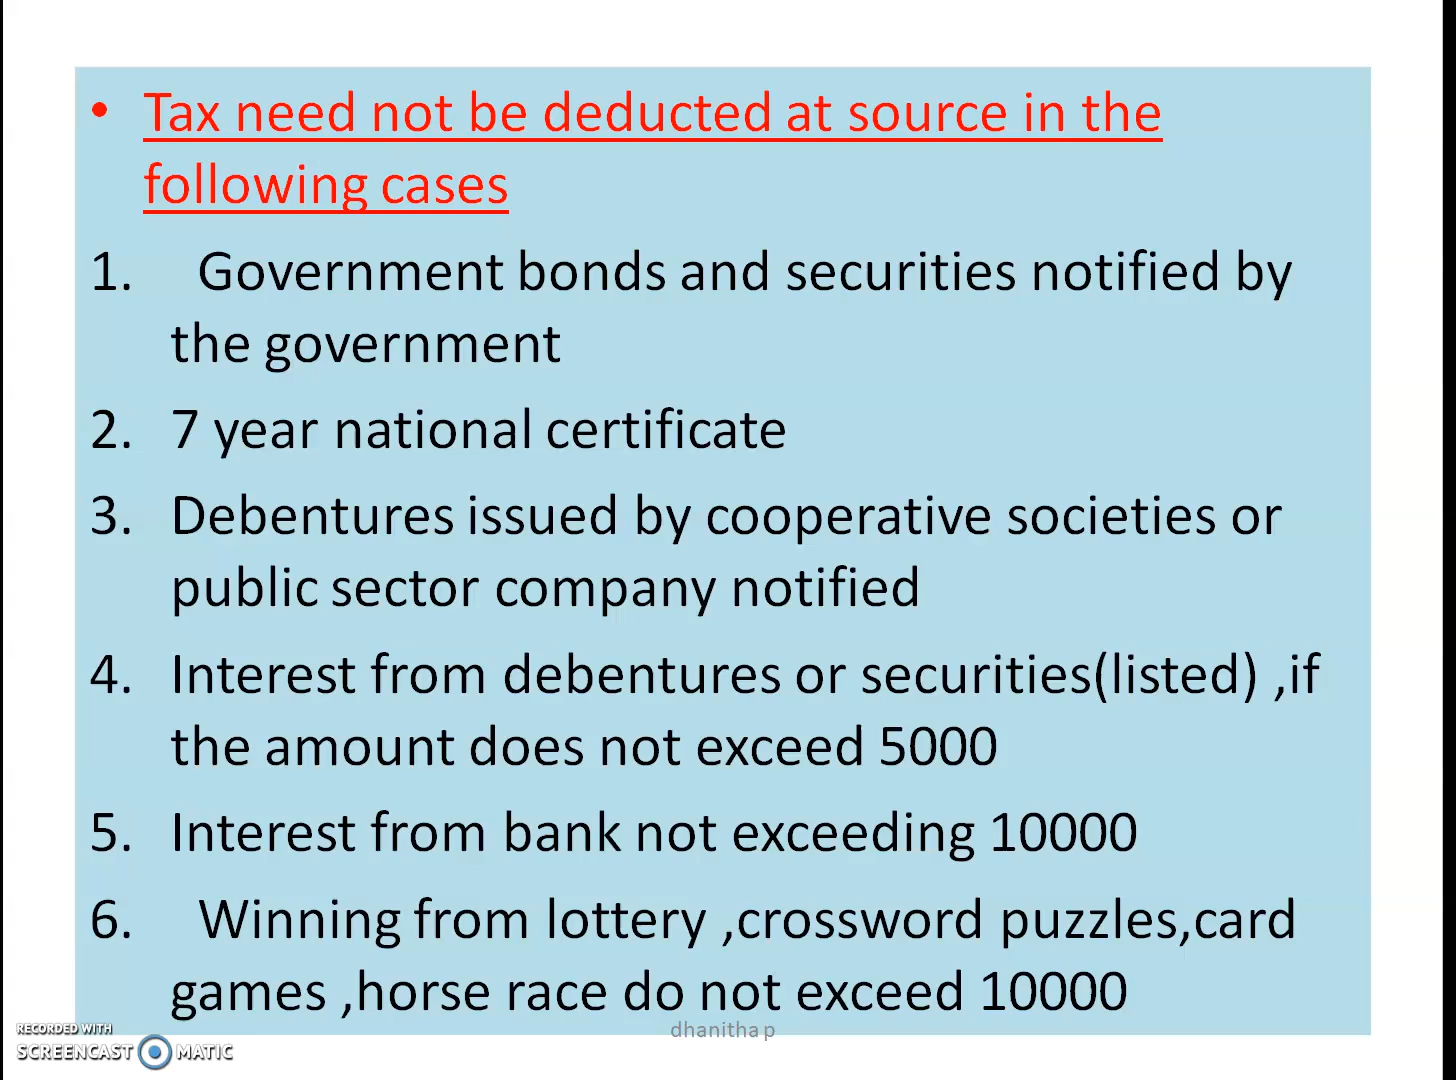 • Tax need not be deducted at source in the
following cases
1. Government bonds and securities notified by
the government
2. 7 year national certificate
3. Debentures issued by cooperative societies or
public sector company notified
4. Interest from debentures or securities(listed) ,if
the amount does not exceed 5000
5. Interest from bank not exceeding 10000
6. Winning from lottery ,crossword puzzles,card
games ,horse race do not exceed 10000
dhanitha p
RECORDED WITH
SCREENCAST MATIC